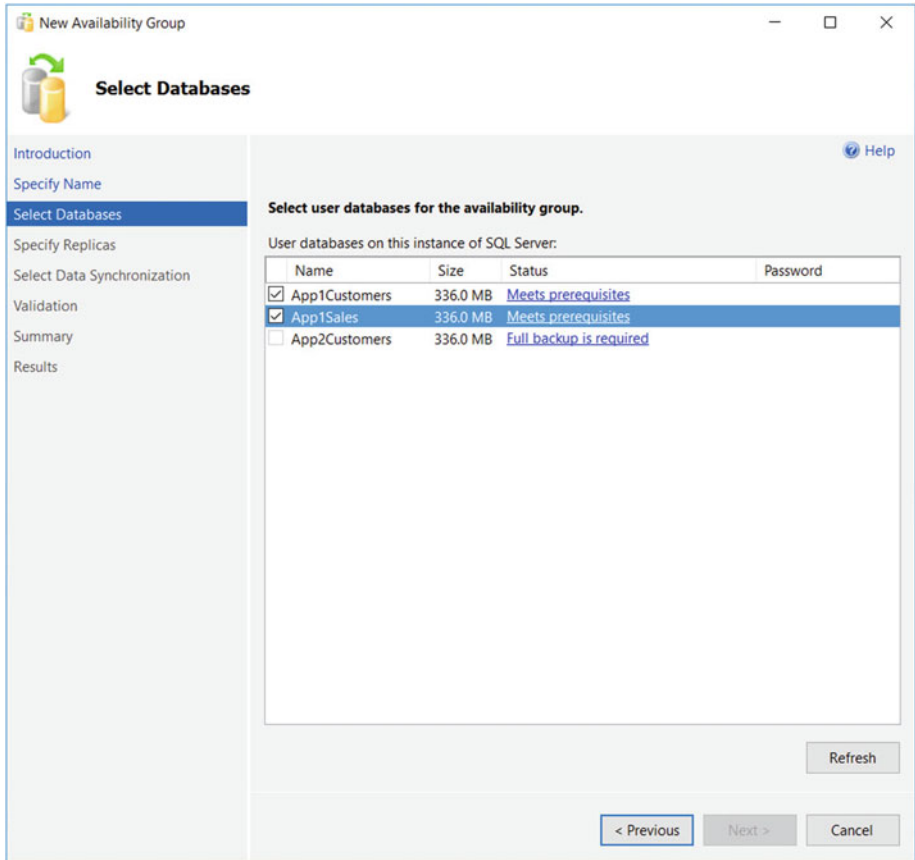 New Availability Group
Select Databases
Introduction
Specify Name
Select Databases
Specify Replicas
Select Data Synchronization
Validation
Summary
Results
Help
Select user databases for the availability group.
User databases on this instance of SQL Server:
Name Size Status Password
App1Customers 336.0 MB Meets prerequisites
App1Sales 336.0 MB Meets prerequisites
App2Customers 336.0 MB Full backup is required
Refresh
< Previous Next > Cancel